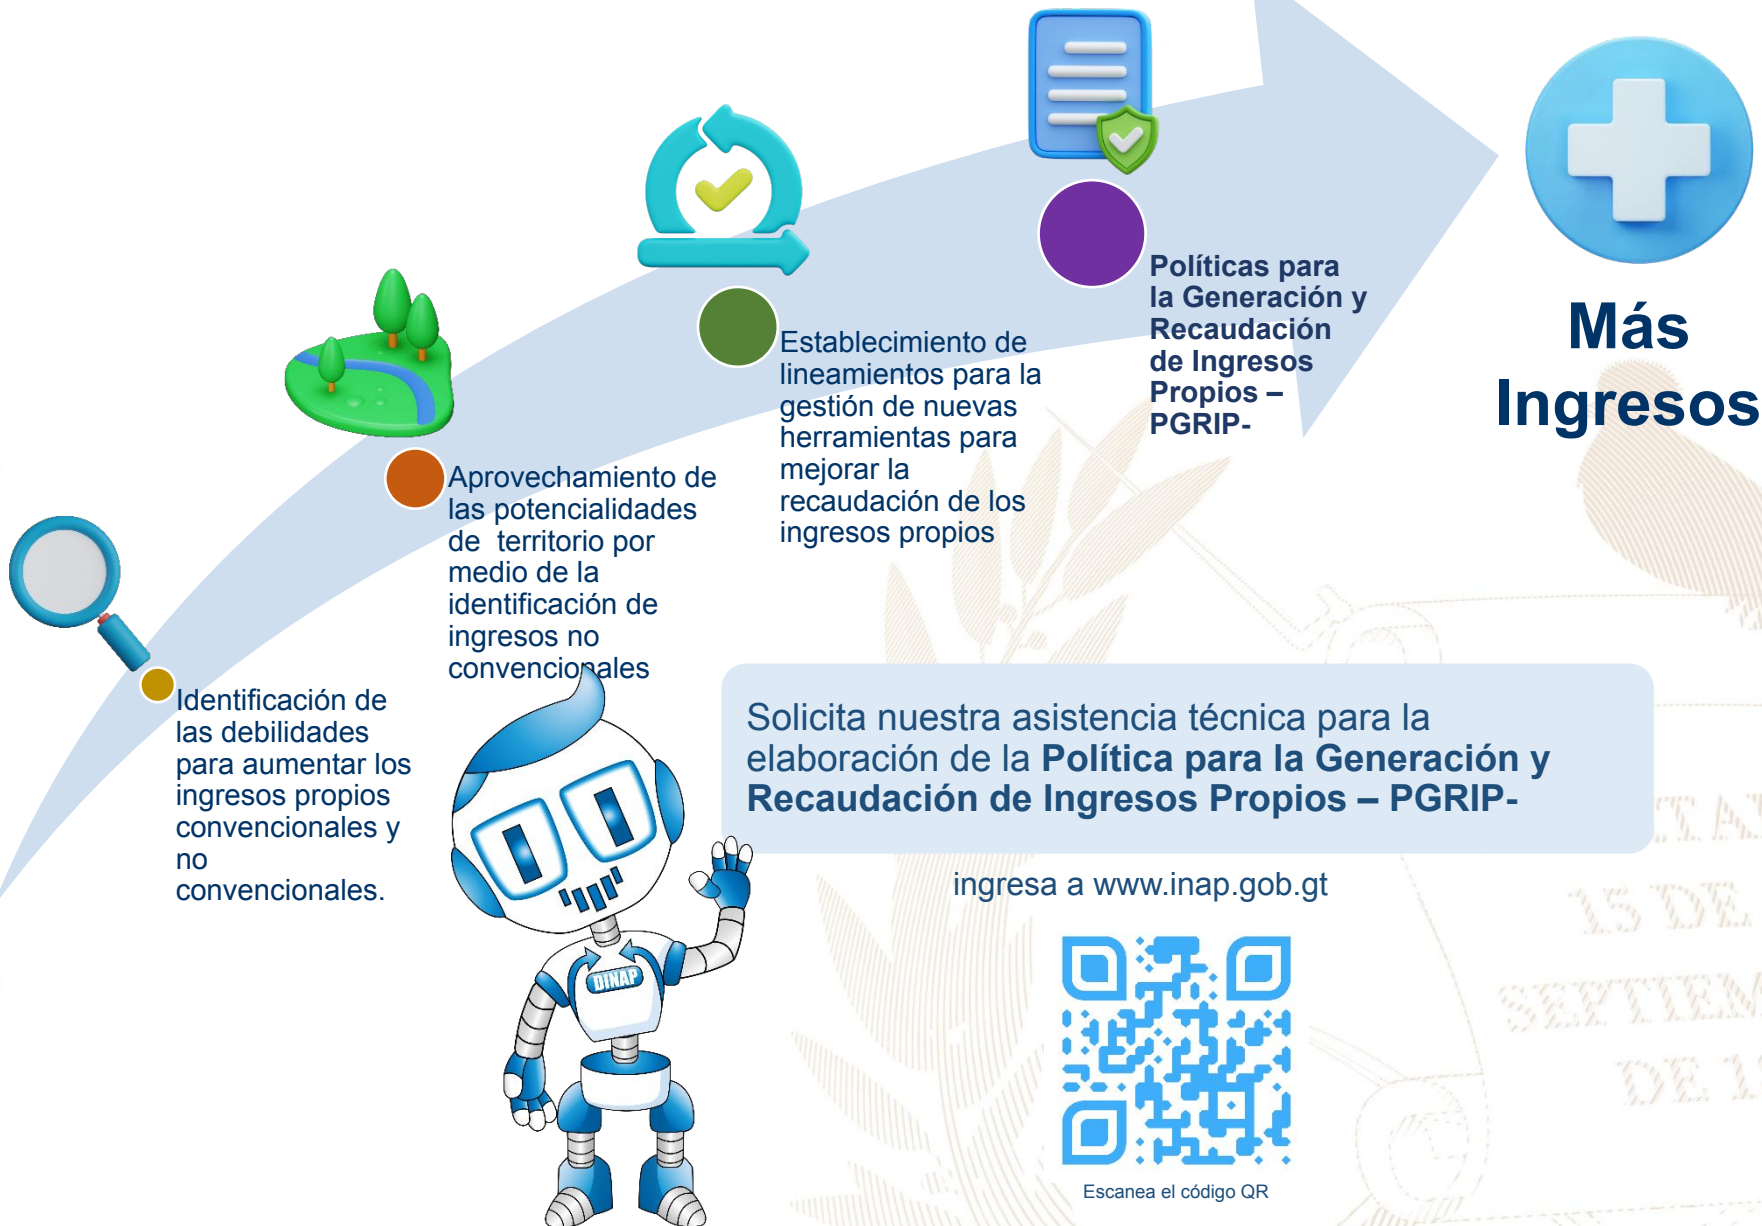 Políticas para
la Generación y
Recaudación
de Ingresos
Propios –
PGRIP-
Más
Ingresos
Establecimiento de
lineamientos para la
gestión de nuevas
herramientas para
mejorar la
recaudación de los
ingresos propios
Aprovechamiento de
las potencialidades
de  territorio por
medio de la
identificación de
ingresos no
convencionales
Identificación de
las debilidades
para aumentar los
ingresos propios
convencionales y
no
convencionales.
Solicita nuestra asistencia técnica para la
elaboración de la Política para la Generación y
Recaudación de Ingresos Propios – PGRIP-
ingresa a www.inap.gob.gt
DINAP
Escanea el código QR
15 DE
DE 1